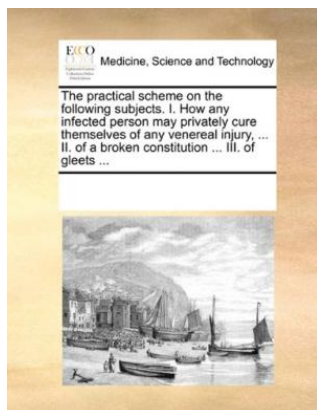 ECCO
Medicine, Science and Technology
The practical scheme on the
following subjects. I. How any
infected person may privately cure
themselves of any venereal injury, ...
II. of a broken constitution ... III. of
gleets ...